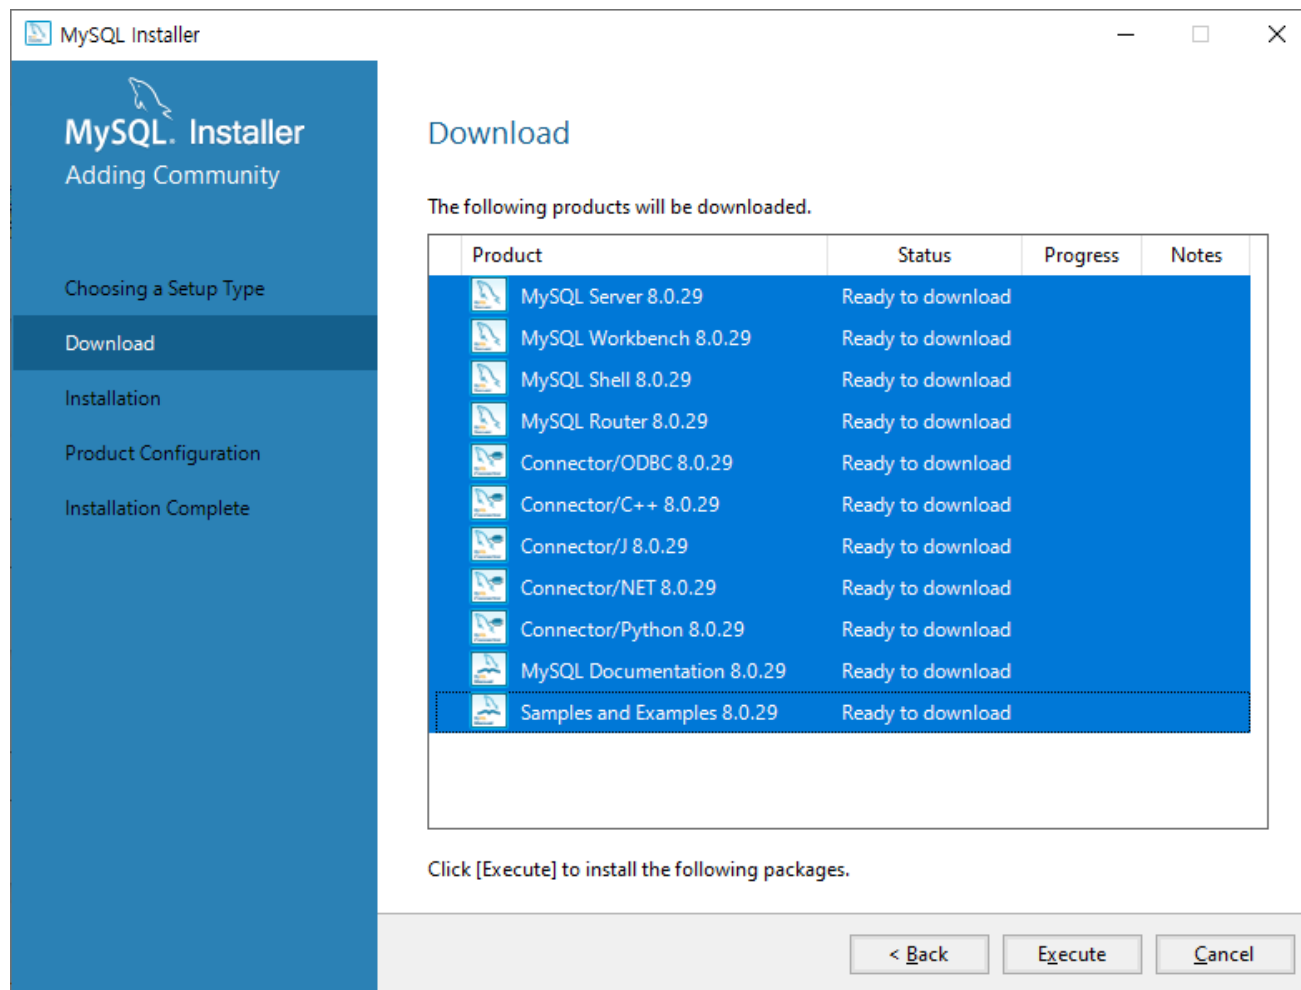 MySQL Installer
MySQL. Installer
Adding Community
Choosing a Setup Type
Download
Installation
Product Configuration
Installation Complete
Download
The following products will be downloaded.
Product Status Progress Notes
MySQL Server 8.0.29 Ready to download
MySQL Workbench 8.0.29 Ready to download
MySQL Shell 8.0.29 Ready to download
MySQL Router 8.0.29 Ready to download
Connector/ODBC 8.0.29 Ready to download
Connector/C++ 8.0.29 Ready to download
Connector/J 8.0.29 Ready to download
Connector/NET 8.0.29 Ready to download
Connector/Python 8.0.29 Ready to download
MySQL Documentation 8.0.29 Ready to download
Samples and Examples 8.0.29 Ready to download
Click [Execute] to install the following packages.
< Back Execute Cancel